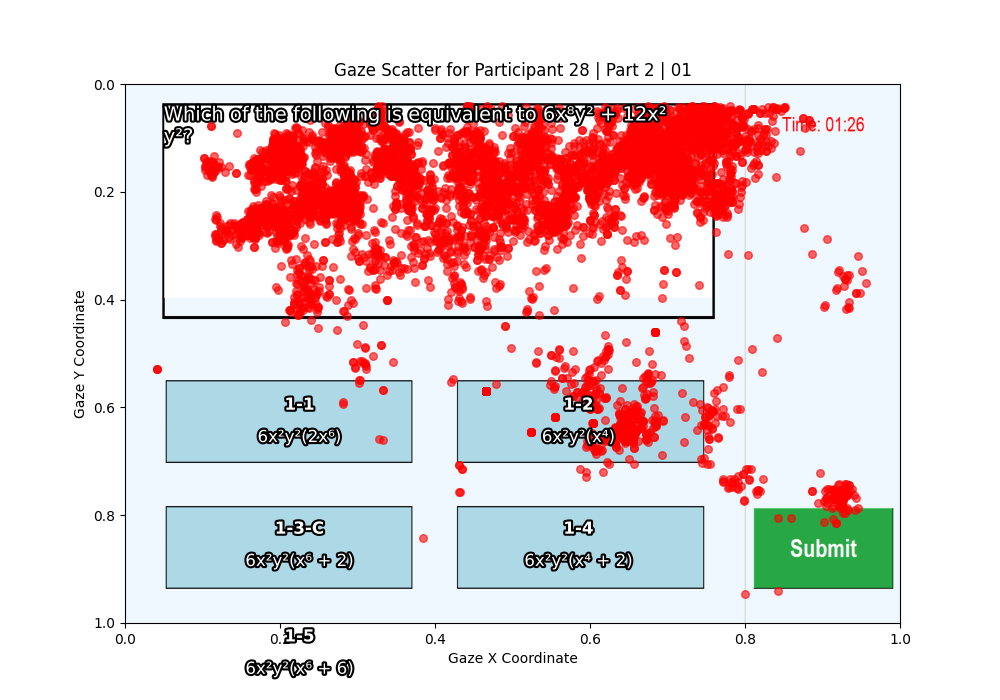 Gaze Scatter for Participant 28 | Part 2 | 01
0.0
0.2
0.4
0.6
0.8
1.0
Gaze Y Coordinate
Which of the following is equivalent to 6x⁸y² + 12x²
y²?
Time: 01:26
1-1
6x²y²(2x⁶)
1-2
6x²y²(x⁴)
1-3-C
6x²y²(x⁶ + 2)
1-4
6x²y²(x⁴ + 2)
Submit
1-5
6x²y²(x⁶ + 6)
0.0
0.2
0.4
0.6
0.8
1.0
Gaze X Coordinate